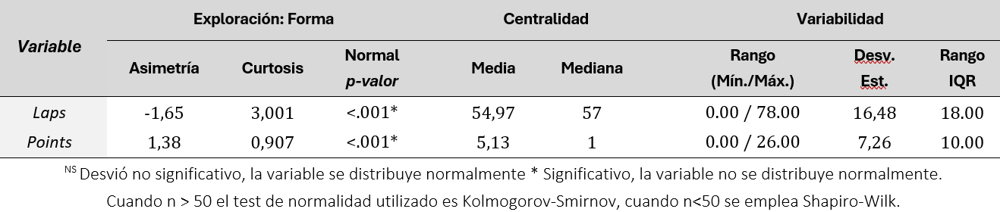 Exploración: Forma Centralidad Variabilidad
Variable Asimetría Curtosis Normal p-valor Media Mediana Rango (Mín./Máx.) Desv. Est. Rango IQR
Laps -1,65 3,001 <.001* 54,97 57 0.00 / 78.00 16,48 18.00
Points 1,38 0,907 <.001* 5,13 1 0.00 / 26.00 7,26 10.00
NS Desvió no significativo, la variable se distribuye normalmente * Significativo, la variable no se distribuye normalmente.
Cuando n > 50 el test de normalidad utilizado es Kolmogorov-Smirnov, cuando n<50 se emplea Shapiro-Wilk.